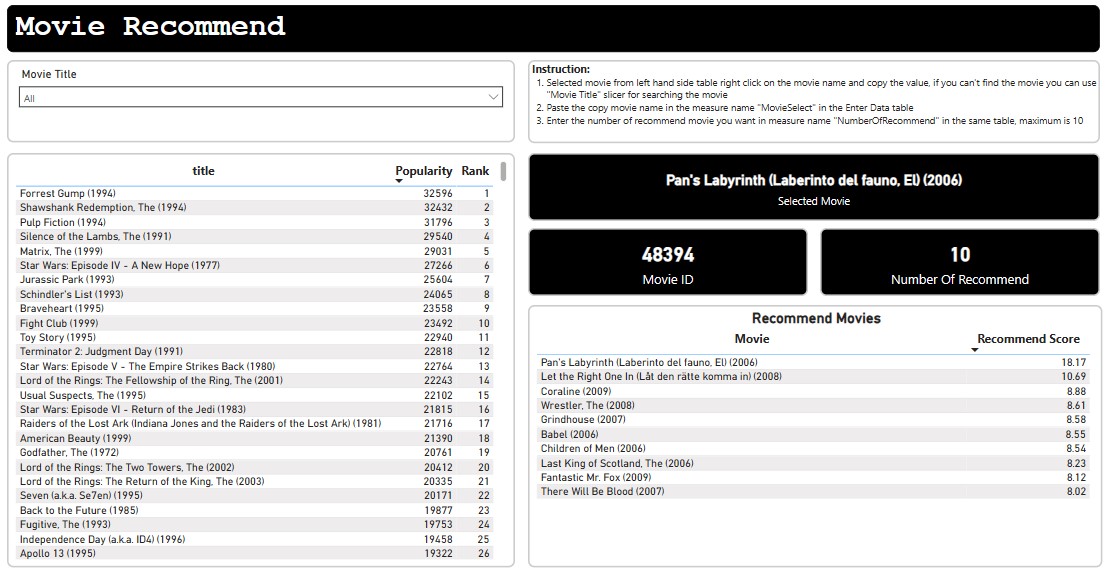 Movie Recommend
Movie Title
All
Instruction:
1. Selected movie from left hand side table right click on the movie name and copy the value, if you can't find the movie you can use
"Movie Title" slicer for searching the movie
2. Paste the copy movie name in the measure name "MovieSelect" in the Enter Data table
3. Enter the number of recommend movie you want in measure name "NumberOfRecommend" in the same table, maximum is 10
title Popularity Rank
Forrest Gump (1994) 32596 1
Shawshank Redemption, The (1994) 32432 2
Pulp Fiction (1994) 31796 3
Silence of the Lambs, The (1991) 29540 4
Matrix, The (1999) 29031 5
Star Wars: Episode IV - A New Hope (1977) 27266 6
Jurassic Park (1993) 25604 7
Schindler's List (1993) 24065 8
Braveheart (1995) 23558 9
Fight Club (1999) 23492 10
Toy Story (1995) 22940 11
Terminator 2: Judgment Day (1991) 22818 12
Star Wars: Episode V - The Empire Strikes Back (1980) 22764 13
Lord of the Rings: The Fellowship of the Ring, The (2001) 22243 14
Usual Suspects, The (1995) 22102 15
Star Wars: Episode VI - Return of the Jedi (1983) 21815 16
Raiders of the Lost Ark (Indiana Jones and the Raiders of the Lost Ark) (1981) 21716 17
American Beauty (1999) 21390 18
Godfather, The (1972) 20761 19
Lord of the Rings: The Two Towers, The (2002) 20412 20
Lord of the Rings: The Return of the King, The (2003) 20335 21
Seven (a.k.a. Se7en) (1995) 20171 22
Back to the Future (1985) 19877 23
Fugitive, The (1993) 19753 24
Independence Day (a.k.a. ID4) (1996) 19458 25
Apollo 13 (1995) 19322 26
Pan's Labyrinth (Laberinto del fauno, El) (2006)
Selected Movie
48394
Movie ID
10
Number Of Recommend
Recommend Movies
Movie Recommend Score
Pan's Labyrinth (Laberinto del fauno, El) (2006) 18.17
Let the Right One In (Låt den rätte komma in) (2008) 10.69
Coraline (2009) 8.88
Wrestler, The (2008) 8.61
Grindhouse (2007) 8.58
Babel (2006) 8.55
Children of Men (2006) 8.54
Last King of Scotland, The (2006) 8.23
Fantastic Mr. Fox (2009) 8.12
There Will Be Blood (2007) 8.02